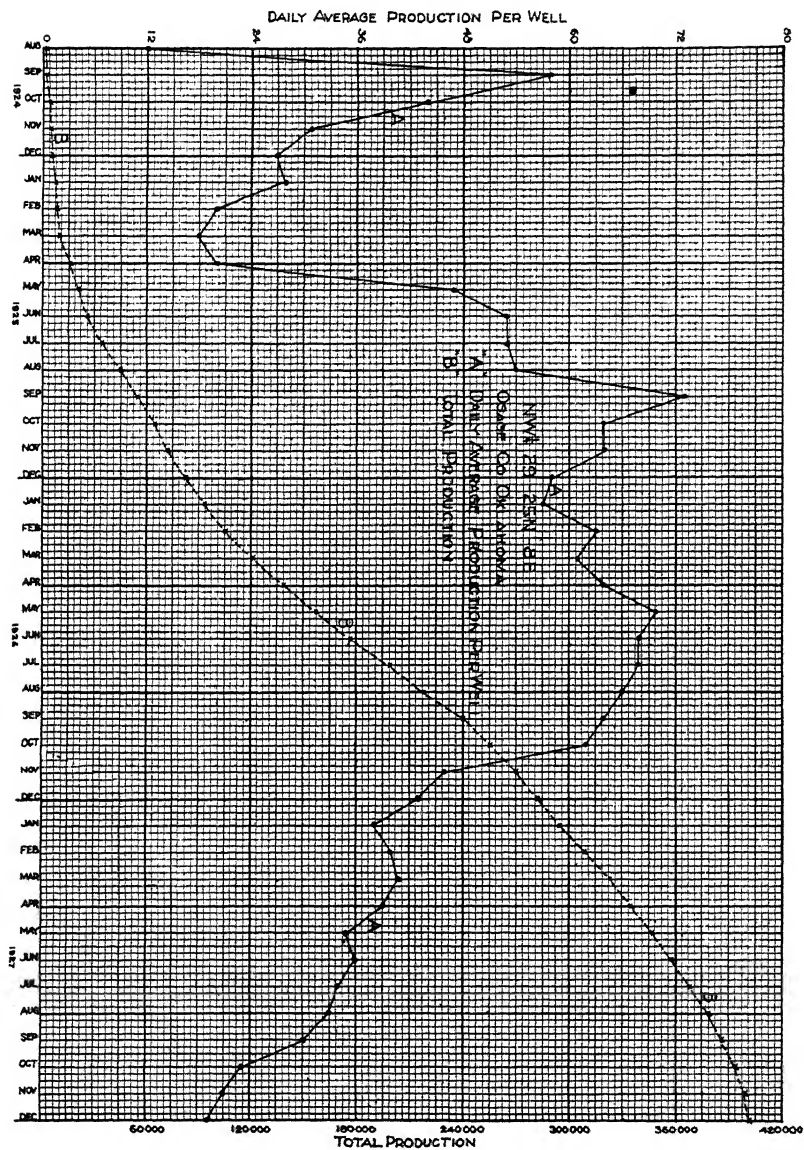 DAILY AVERAGE PRODUCTION PER WELL
0 12 24 36 48 60 72
AUG
SEP
1924
OCT
NOV
DEC
JAN
FEB
MAR
APR
MAY
JUN
1925
JUL
AUG
SEP
OCT
NOV
DEC
JAN
FEB
MAR
APR
MAY
JUN
1926
JUL
AUG
SEP
OCT
NOV
DEC
JAN
FEB
MAR
APR
MAY
JUN
1927
JUL
AUG
SEP
OCT
NOV
DEC
A
B
A
B
A
B
NW¼ 29 25N 8E
OSAGE CO. OKLAHOMA
"A" DAILY AVERAGE PRODUCTION PER WELL
"B" TOTAL PRODUCTION
0 60000 120000 180000 240000 300000 360000 420000
TOTAL PRODUCTION